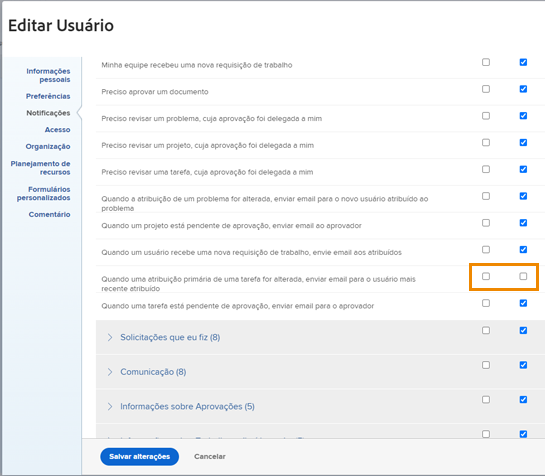 Editar Usuário
Informações
pessoais
Preferências
Notificações
Acesso
Organização
Planejamento de
recursos
Formulários
personalizados
Comentário
Minha equipe recebeu uma nova requisição de trabalho
Preciso aprovar um documento
Preciso revisar um problema, cuja aprovação foi delegada a mim
Preciso revisar um projeto, cuja aprovação foi delegada a mim
Preciso revisar uma tarefa, cuja aprovação foi delegada a mim
Quando a atribuição de um problema for alterada, enviar email para o novo usuário atribuído ao
problema
Quando um projeto está pendente de aprovação, enviar email ao aprovador
Quando um usuário recebe uma nova requisição de trabalho, envie email aos atribuídos
Quando uma atribuição primária de uma tarefa for alterada, enviar email para o usuário mais
recente atribuído
Quando uma tarefa está pendente de aprovação, enviar email para o aprovador
Solicitações que eu fiz (8)
Comunicação (8)
Informações sobre Aprovações (5)
Salvar alterações
Cancelar